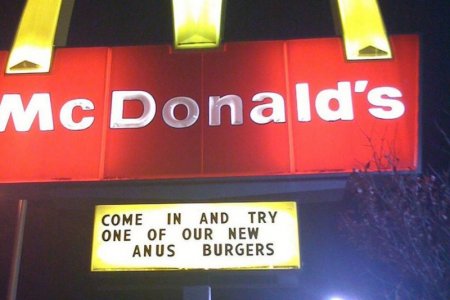 McDonald's
COME IN AND TRY
ONE OF OUR NEW
ANUS BURGERS